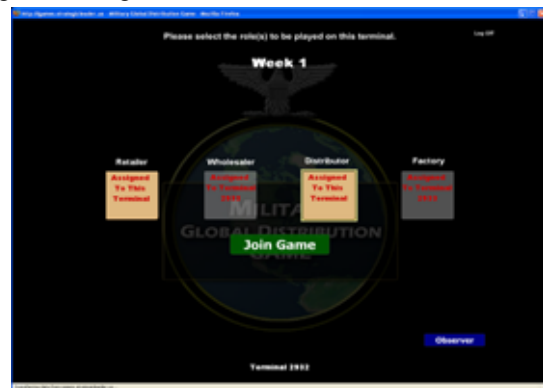 Please select the role(s) to be played on this terminal.
Log Off
Week 1
Retailer
Wholesaler
Distributor
Factory
Assigned
To This
Terminal
Assigned
To Terminal
Assigned
To This
Terminal
Assigned
To Terminal
MILITARY
GLOBAL DISTRIBUTION
GAME
Join Game
Observer
Terminal 2932